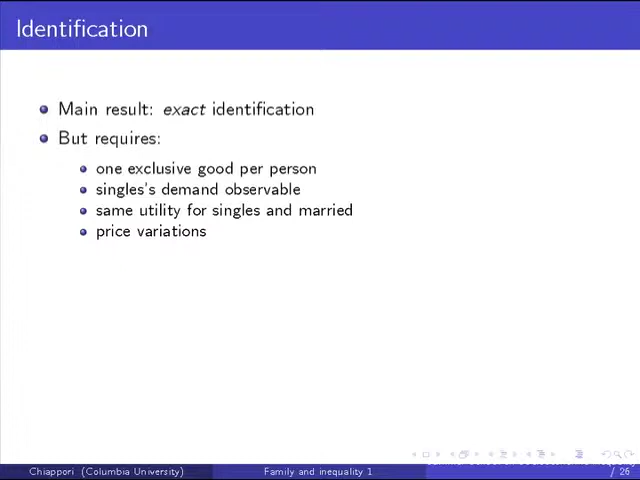 Identification
Main result: exact identification
But requires:
one exclusive good per person
singles's demand observable
same utility for singles and married
price variations
Chiappori (Columbia University)
Family and inequality 1
/ 26